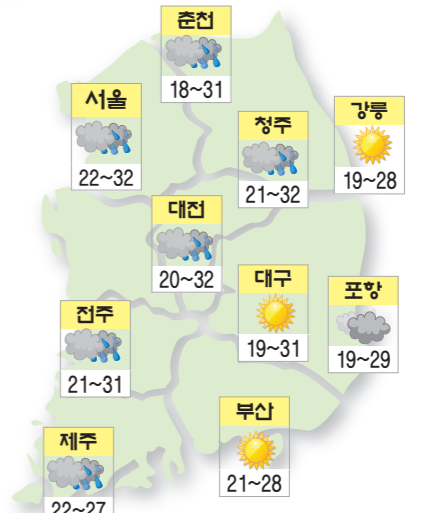 춘천
18~31
서울
22~32
강릉
19~28
청주
21~32
대전
20~32
대구
19~31
포항
19~29
전주
21~31
부산
21~28
제주
22~27